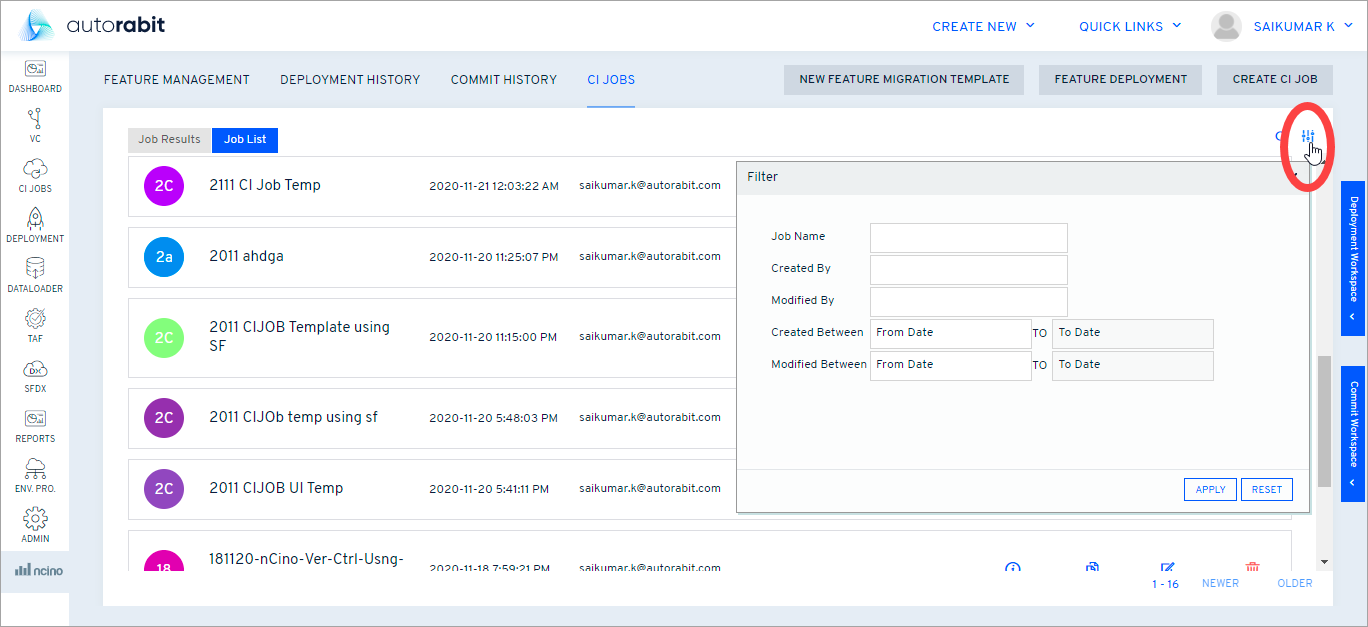 autorabit
CREATE NEW
QUICK LINKS
SAIKUMAR K
DASHBOARD
VC
CI JOBS
DEPLOYMENT
DATALOADER
TAF
SFDX
REPORTS
ENV. PRO.
ADMIN
ncino
FEATURE MANAGEMENT
DEPLOYMENT HISTORY
COMMIT HISTORY
CI JOBS
NEW FEATURE MIGRATION TEMPLATE
FEATURE DEPLOYMENT
CREATE CI JOB
Job Results
Job List
2C 2111 CI Job Temp 2020-11-21 12:03:22 AM saikumar.k@autorabit.com
2a 2011 ahdga 2020-11-20 11:25:07 PM saikumar.k@autorabit.com
2C 2011 CIJOB Template using
SF
2020-11-20 11:15:00 PM saikumar.k@autorabit.com
2C 2011 CIJOb temp using sf 2020-11-20 5:48:03 PM saikumar.k@autorabit.com
2C 2011 CIJOB UI Temp 2020-11-20 5:41:11 PM saikumar.k@autorabit.com
18 181120-nCino-Ver-Ctrl-Usng- 2020-11-18 7:59:21 PM saikumar.k@autorabit.com
Filter
Job Name
Created By
Modified By
Created Between From Date TO To Date
Modified Between From Date TO To Date
APPLY
RESET
1 - 16
NEWER
OLDER
Deployment Workspace
Commit Workspace